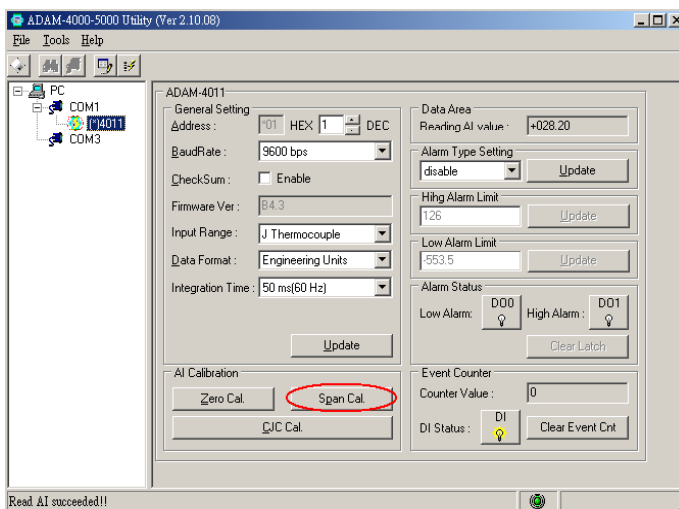 ADAM-4000-5000 Utility (Ver 2.10.08)
File Tools Help
PC
COM1
(*)4011
COM3
ADAM-4011
General Setting
Address : *01 HEX 1 DEC
BaudRate : 9600 bps
CheckSum : Enable
Firmware Ver : B4.3
Input Range : J Thermocouple
Data Format : Engineering Units
Integration Time : 50 ms(60 Hz)
Update
AI Calibration
Zero Cal. Span Cal.
CJC Cal.
Data Area
Reading AI value : +028.20
Alarm Type Setting
disable Update
Hihg Alarm Limit
126 Update
Low Alarm Limit
-553.5 Update
Alarm Status
Low Alarm: DO0 High Alarm : DO1
Clear Latch
Event Counter
Counter Value : 0
DI Status : DI Clear Event Cnt
Read AI succeeded!!